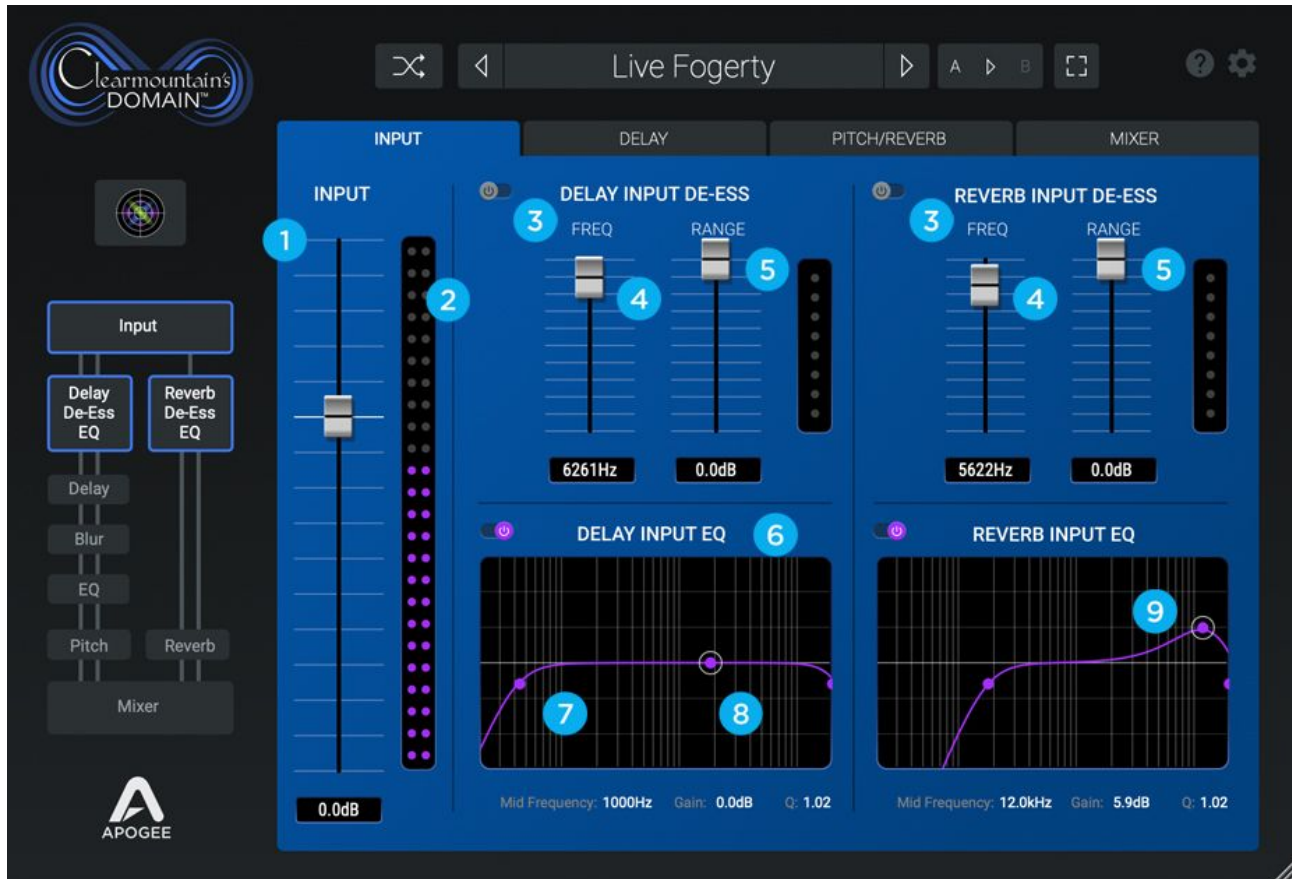 Clearmountain's
DOMAIN™
Live Fogerty
A B
?
INPUT DELAY PITCH/REVERB MIXER
INPUT
DELAY INPUT DE-ESS
REVERB INPUT DE-ESS
1
2
3
FREQ RANGE
4
5
3
FREQ RANGE
4
5
Input
Delay
De-Ess
EQ
Reverb
De-Ess
EQ
Delay
Blur
EQ
Pitch Reverb
Mixer
6261Hz 0.0dB
5622Hz 0.0dB
DELAY INPUT EQ 6
REVERB INPUT EQ
7
8
9
Mid Frequency: 1000Hz Gain: 0.0dB Q: 1.02
Mid Frequency: 12.0kHz Gain: 5.9dB Q: 1.02
0.0dB
APOGEE